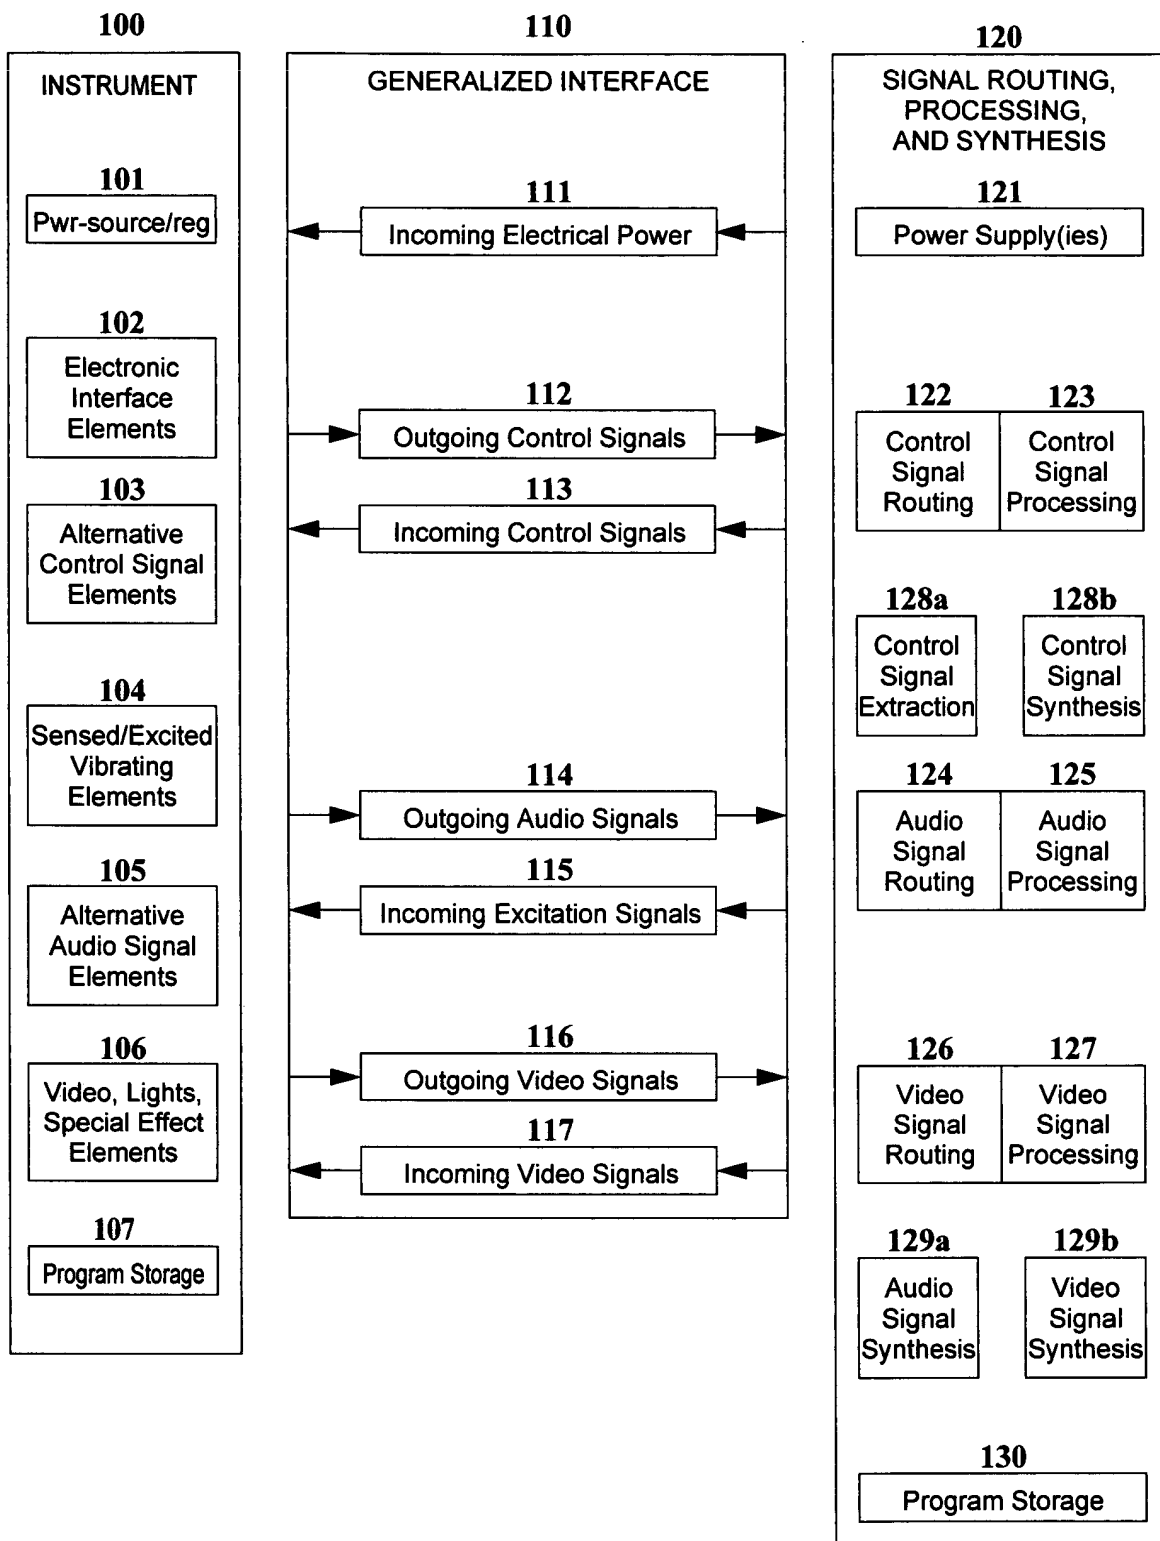 100
INSTRUMENT
101
Pwr-source/reg
102
Electronic
Interface
Elements
103
Alternative
Control Signal
Elements
104
Sensed/Excited
Vibrating
Elements
105
Alternative
Audio Signal
Elements
106
Video, Lights,
Special Effect
Elements
107
Program Storage
110
GENERALIZED INTERFACE
111
Incoming Electrical Power
112
Outgoing Control Signals
113
Incoming Control Signals
114
Outgoing Audio Signals
115
Incoming Excitation Signals
116
Outgoing Video Signals
117
Incoming Video Signals
120
SIGNAL ROUTING,
PROCESSING,
AND SYNTHESIS
121
Power Supply(ies)
122
Control
Signal
Routing
123
Control
Signal
Processing
128a
Control
Signal
Extraction
128b
Control
Signal
Synthesis
124
Audio
Signal
Routing
125
Audio
Signal
Processing
126
Video
Signal
Routing
127
Video
Signal
Processing
129a
Audio
Signal
Synthesis
129b
Video
Signal
Synthesis
130
Program Storage